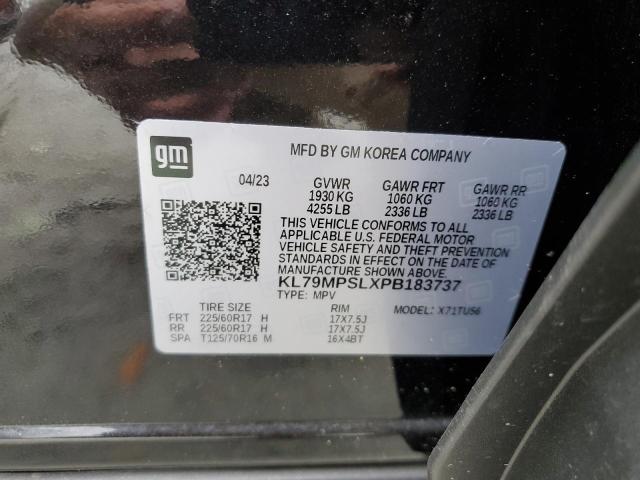 gm
MFD BY GM KOREA COMPANY
04/23 GVWR GAWR FRT GAWR RR
1930 KG 1060 KG 1060 KG
4255 LB 2336 LB 2336 LB
THIS VEHICLE CONFORMS TO ALL
APPLICABLE U.S. FEDERAL MOTOR
VEHICLE SAFETY AND THEFT PREVENTION
STANDARDS IN EFFECT ON THE DATE OF
MANUFACTURE SHOWN ABOVE.
KL79MPSLXPB183737
TYPE: MPV
TIRE SIZE RIM MODEL: X71TU56
FRT 225/60R17 H 17X7.5J
RR 225/60R17 H 17X7.5J
SPA T125/70R16 M 16X4BT